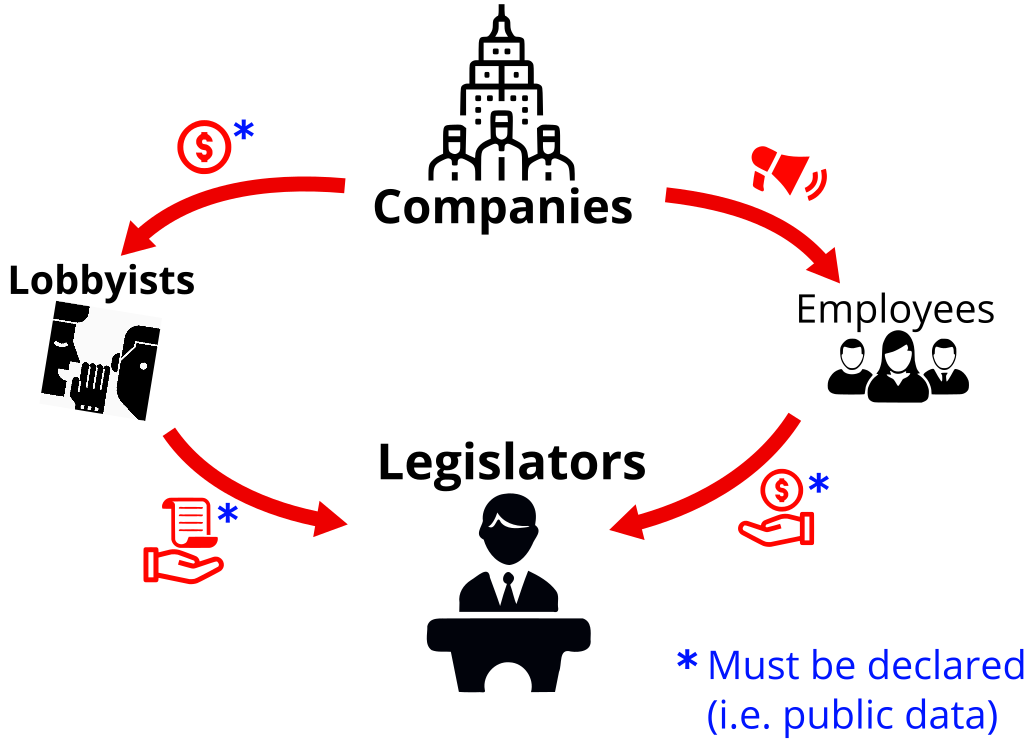 $ *
Companies
Lobbyists
Employees
Legislators
$ *
*
* Must be declared
(i.e. public data)